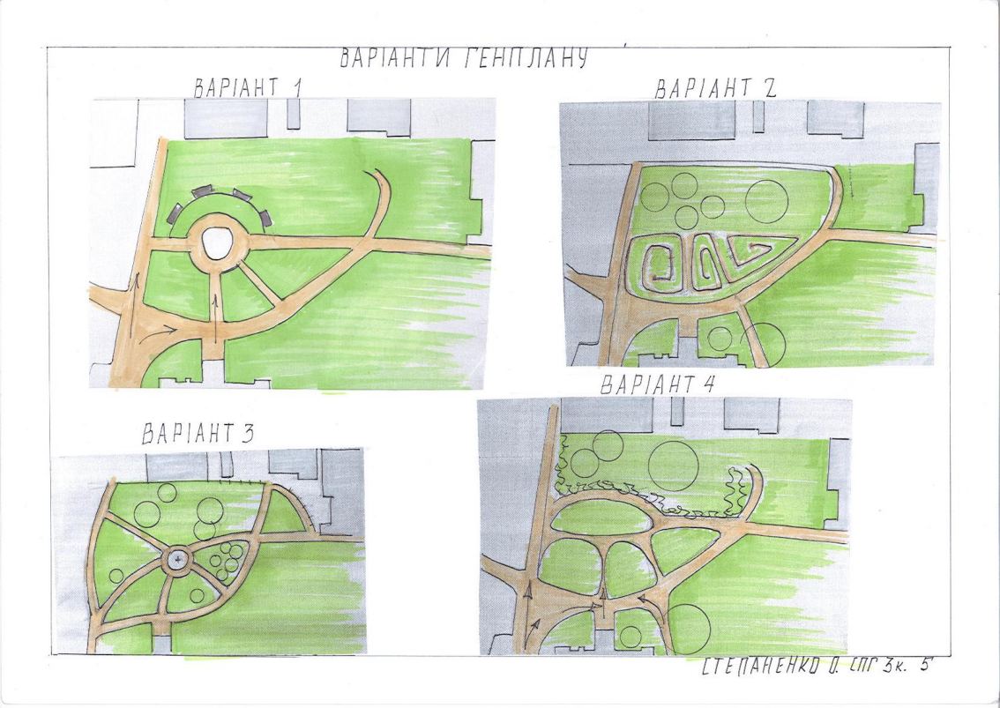 ВАРІАНТИ ГЕНПЛАНУ
ВАРІАНТ 1
ВАРІАНТ 2
ВАРІАНТ 3
ВАРІАНТ 4
СТЕПАНЕНКО О. СПГ 3к. 5